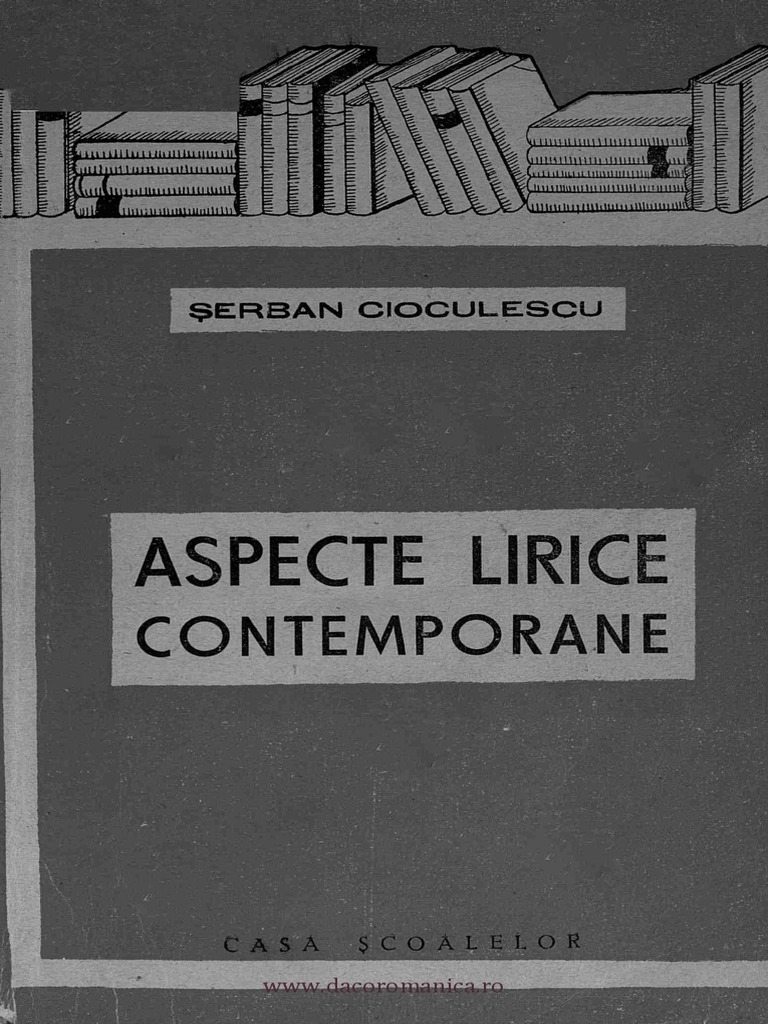 ŞERBAN CIOCULESCU
ASPECTE LIRICE
CONTEMPORANE
CASA ŞCOALELOR
www.dacoromanica.ro